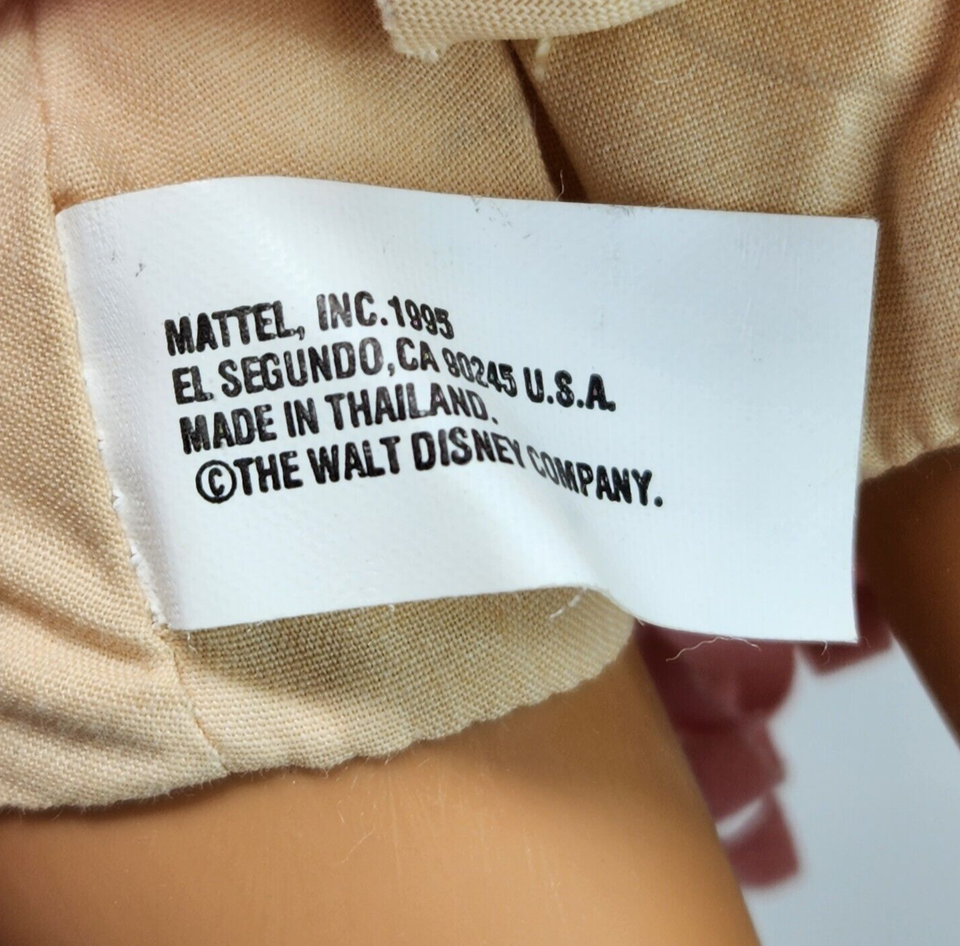 MATTEL, INC.1995
EL SEGUNDO,CA 90245 U.S.A.
MADE IN THAILAND.
©THE WALT DISNEY COMPANY.